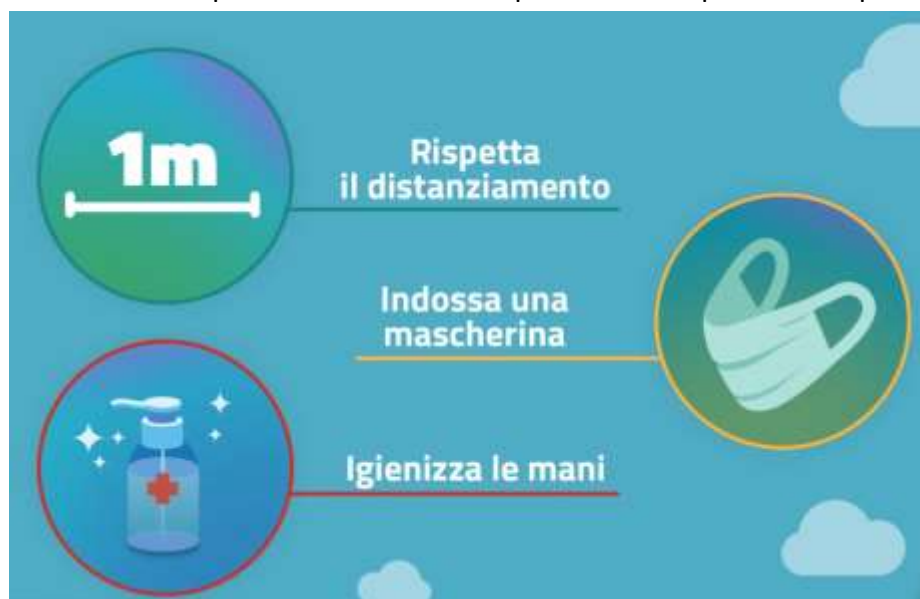 1m
Rispetta
il distanziamento
Indossa una
mascherina
Igienizza le mani